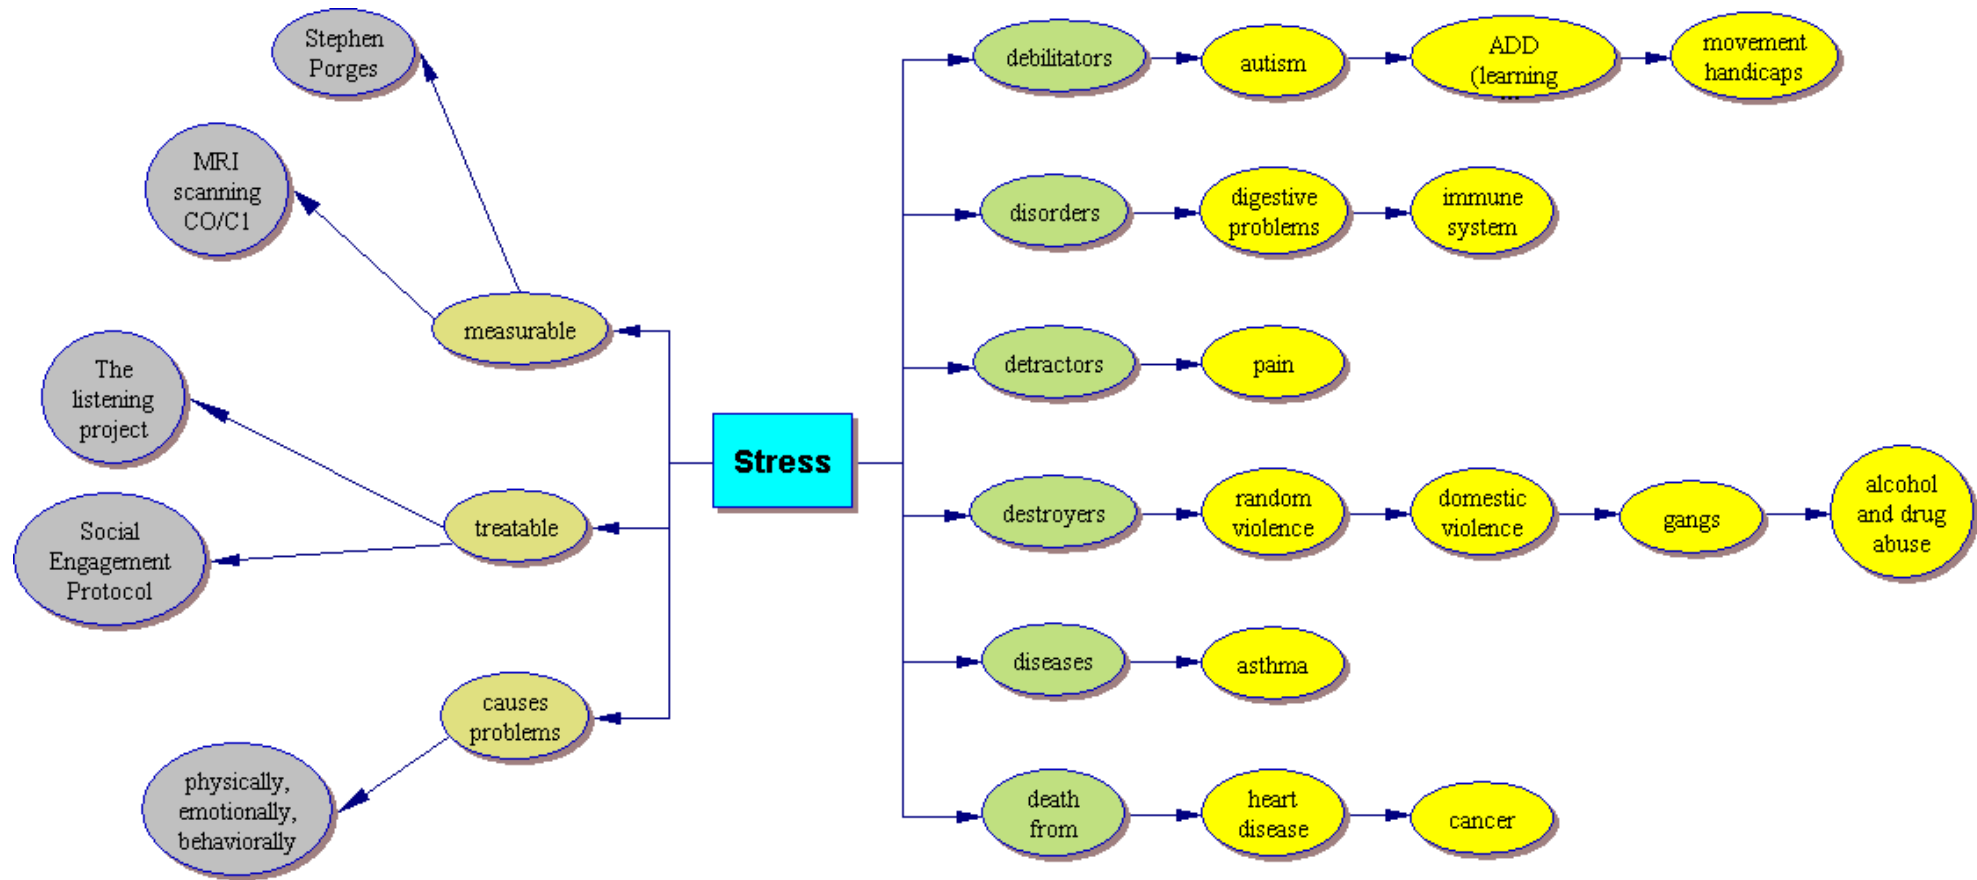 Stephen
Porges
MRI
scanning
CO/C1
measurable
The
listening
project
treatable
Social
Engagement
Protocol
causes
problems
physically,
emotionally,
behaviorally
Stress
debilitators
autism
ADD
(learning
...
movement
handicaps
disorders
digestive
problems
immune
system
detractors
pain
destroyers
random
violence
domestic
violence
gangs
alcohol
and drug
abuse
diseases
asthma
death
from
heart
disease
cancer